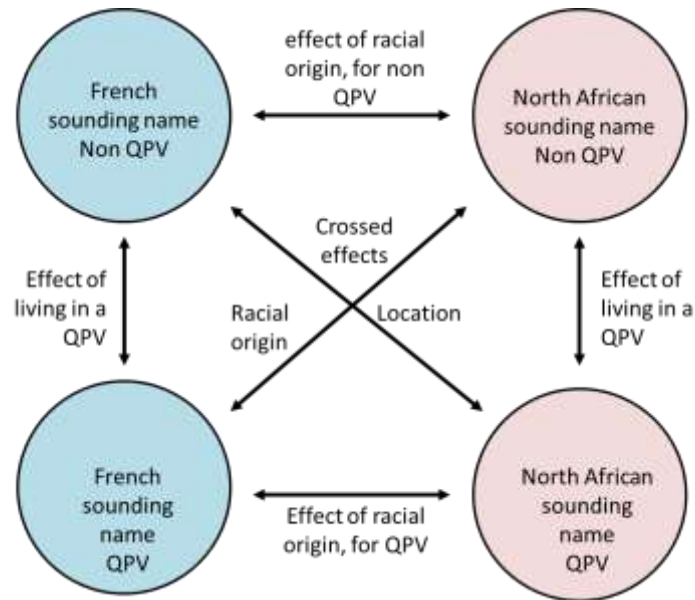 French
sounding name
Non QPV
effect of racial
origin, for non
QPV
North African
sounding name
Non QPV
Effect of
living in a
QPV
Crossed
effects
Racial
origin
Location
Effect of
living in a
QPV
French
sounding
name
QPV
Effect of racial
origin, for QPV
North African
sounding
name
QPV